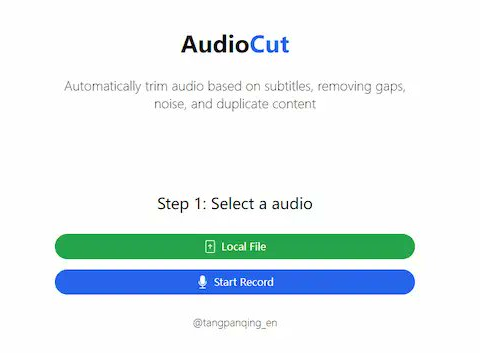 AudioCut
Automatically trim audio based on subtitles, removing gaps,
noise, and duplicate content
Step 1: Select a audio
Local File
Start Record
@tangpanqing_en